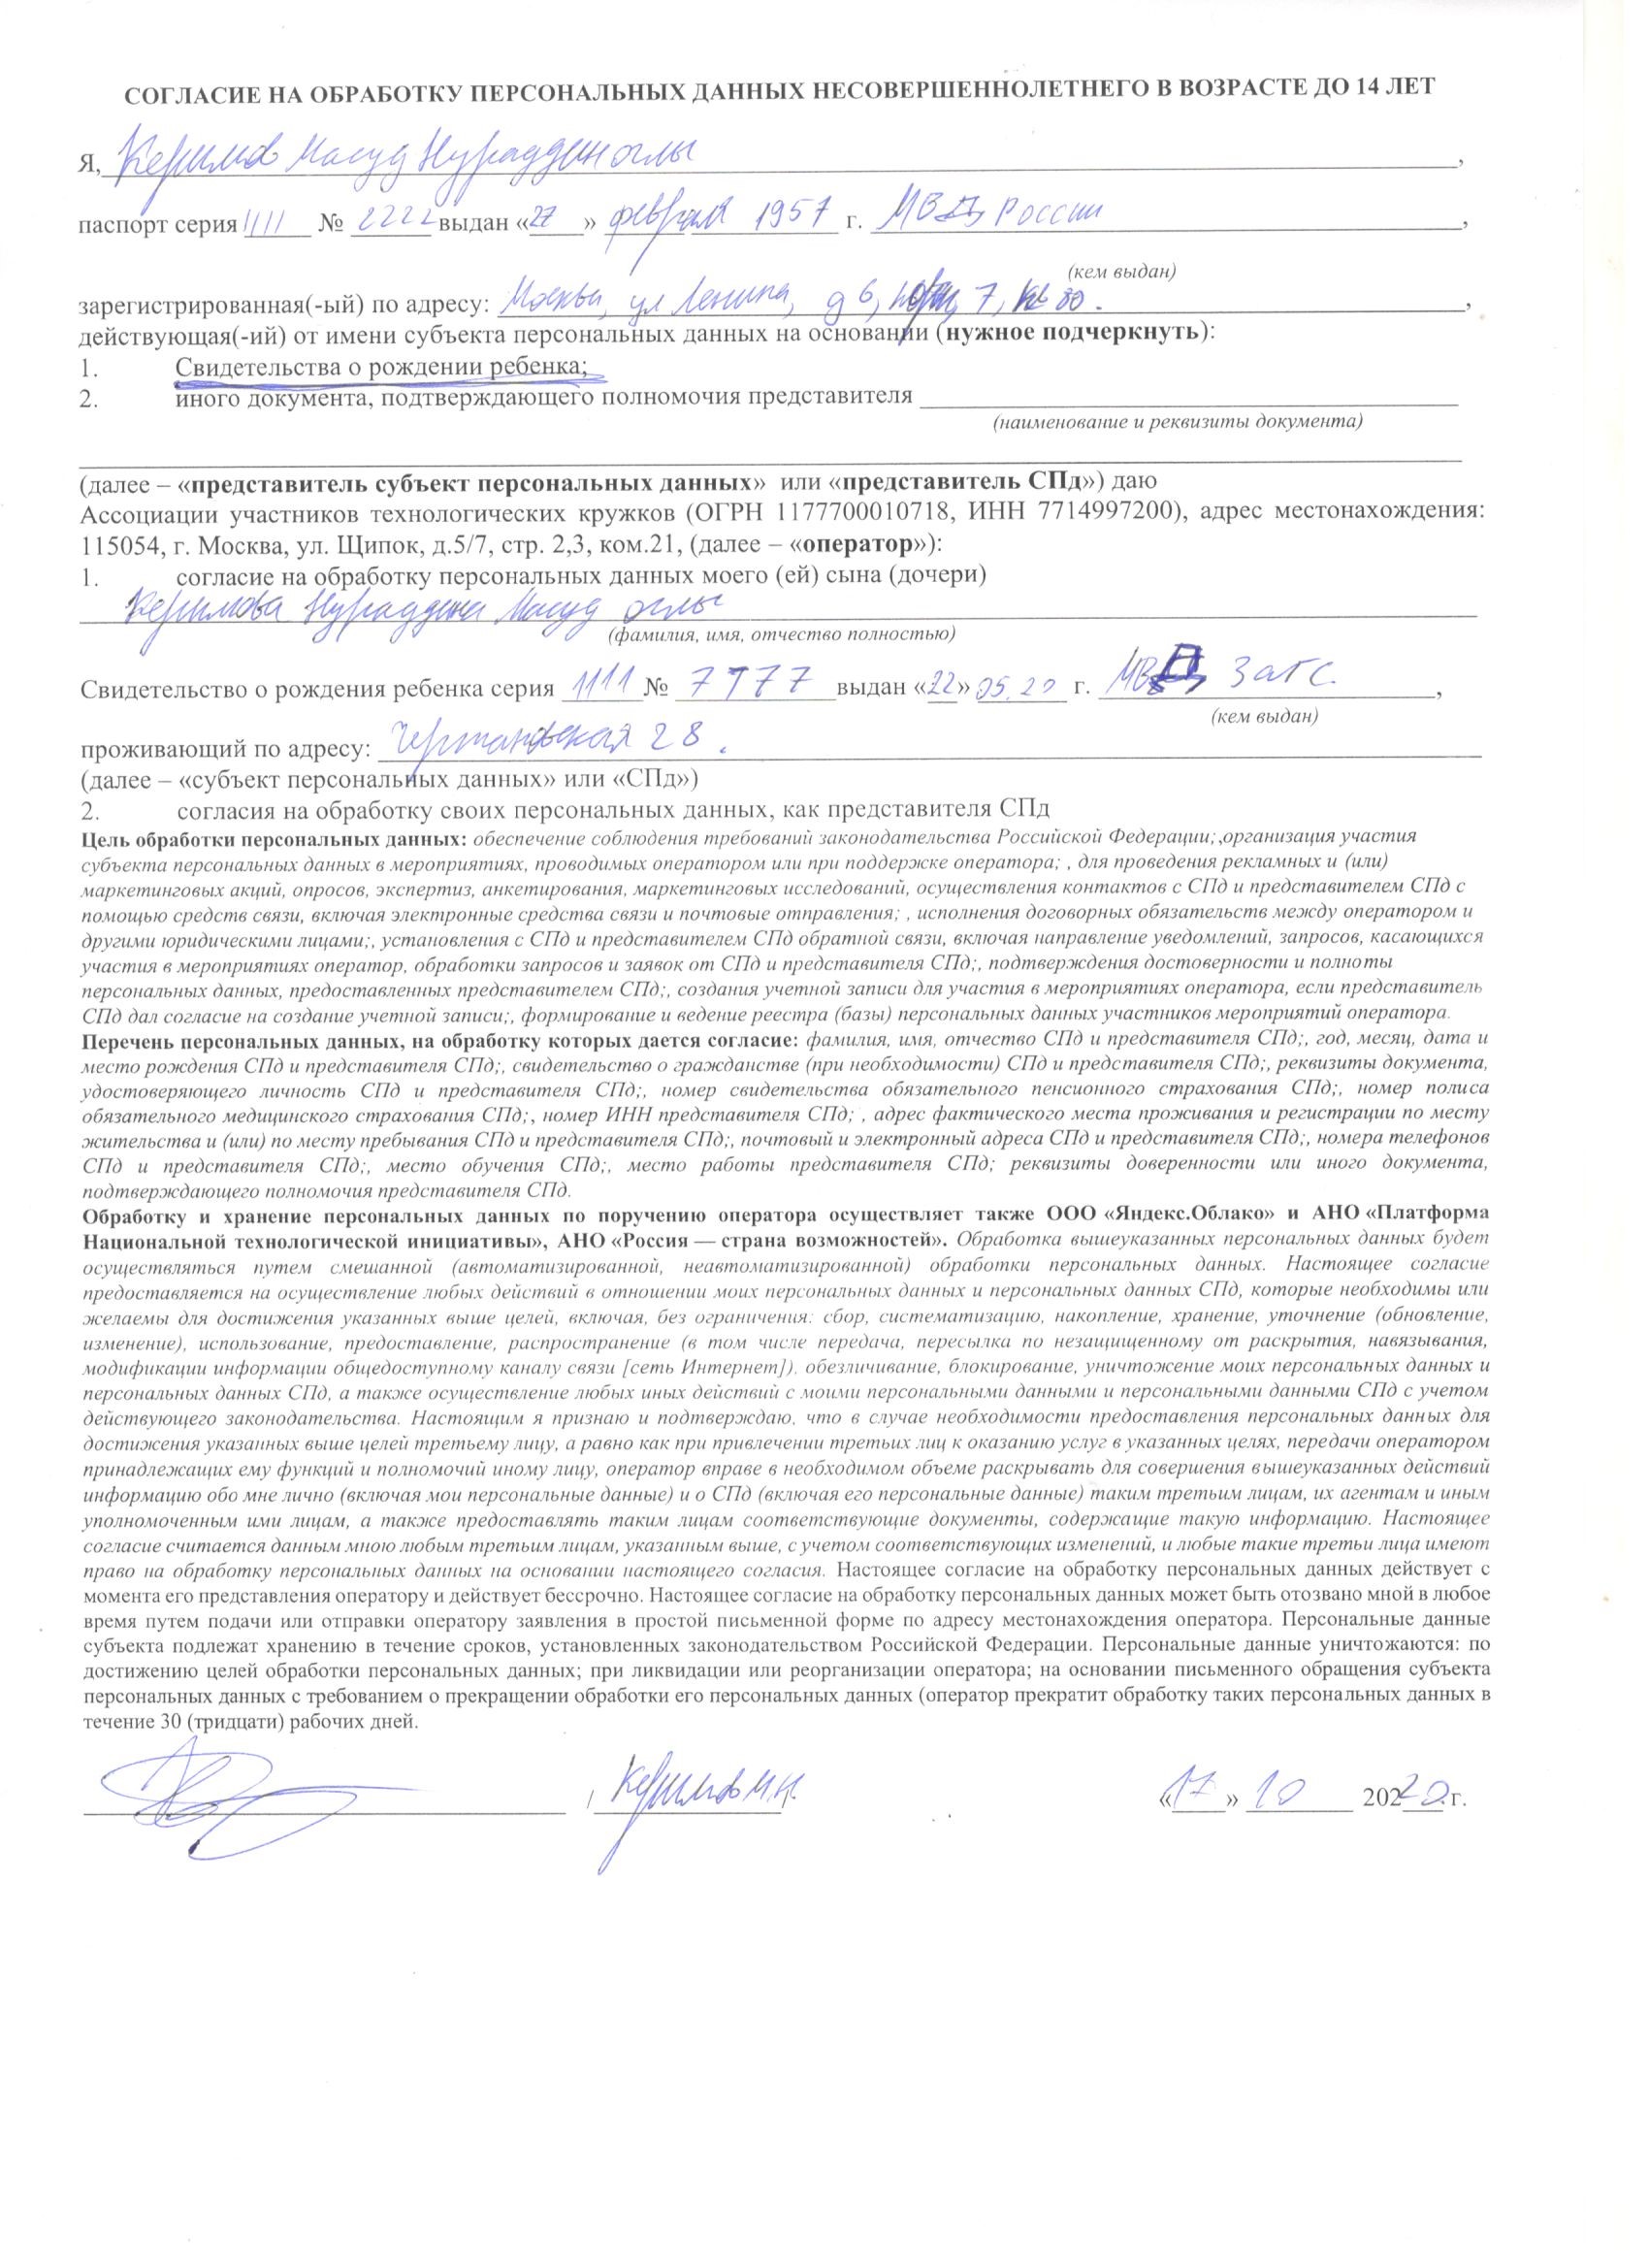 СОГЛАСИЕ НА ОБРАБОТКУ ПЕРСОНАЛЬНЫХ ДАННЫХ НЕСОВЕРШЕННОЛЕТНЕГО В ВОЗРАСТЕ ДО 14 ЛЕТ
Я, Керимов Масуд Нураддин оглы,
паспорт серия 1111 № 2222 выдан «27» февраля 1957 г. МВД России,
(кем выдан)
зарегистрированная(-ый) по адресу: Москва, ул Ленина, д 6, 7, кв 80.,
действующая(-ий) от имени субъекта персональных данных на основании (нужное подчеркнуть):
1. Свидетельства о рождении ребенка;
2. иного документа, подтверждающего полномочия представителя
(наименование и реквизиты документа)
(далее – «представитель субъект персональных данных» или «представитель СПд») даю
Ассоциации участников технологических кружков (ОГРН 1177700010718, ИНН 7714997200), адрес местонахождения:
115054, г. Москва, ул. Щипок, д.5/7, стр. 2,3, ком.21, (далее – «оператор»):
1. согласие на обработку персональных данных моего (ей) сына (дочери)
Керимова Нураддина Масуд оглы
(фамилия, имя, отчество полностью)
Свидетельство о рождения ребенка серия 1111 № 7777 выдан «22» 05.20 г. МВД, Загс.,
(кем выдан)
проживающий по адресу: Чертановская 28.
(далее – «субъект персональных данных» или «СПд»)
2. согласия на обработку своих персональных данных, как представителя СПд
Цель обработки персональных данных: обеспечение соблюдения требований законодательства Российской Федерации;,организация участия
субъекта персональных данных в мероприятиях, проводимых оператором или при поддержке оператора; , для проведения рекламных и (или)
маркетинговых акций, опросов, экспертиз, анкетирования, маркетинговых исследований, осуществления контактов с СПд и представителем СПд с
помощью средств связи, включая электронные средства связи и почтовые отправления; , исполнения договорных обязательств между оператором и
другими юридическими лицами;, установления с СПд и представителем СПд обратной связи, включая направление уведомлений, запросов, касающихся
участия в мероприятиях оператор, обработки запросов и заявок от СПд и представителя СПд;, подтверждения достоверности и полноты
персональных данных, предоставленных представителем СПд;, создания учетной записи для участия в мероприятиях оператора, если представитель
СПд дал согласие на создание учетной записи;, формирование и ведение реестра (базы) персональных данных участников мероприятий оператора.
Перечень персональных данных, на обработку которых дается согласие: фамилия, имя, отчество СПд и представителя СПд;, год, месяц, дата и
место рождения СПд и представителя СПд;, свидетельство о гражданстве (при необходимости) СПд и представителя СПд;, реквизиты документа,
удостоверяющего личность СПд и представителя СПд;, номер свидетельства обязательного пенсионного страхования СПд;, номер полиса
обязательного медицинского страхования СПд;, номер ИНН представителя СПд; , адрес фактического места проживания и регистрации по месту
жительства и (или) по месту пребывания СПд и представителя СПд;, почтовый и электронный адреса СПд и представителя СПд;, номера телефонов
СПд и представителя СПд;, место обучения СПд;, место работы представителя СПд; реквизиты доверенности или иного документа,
подтверждающего полномочия представителя СПд.
Обработку и хранение персональных данных по поручению оператора осуществляет также ООО «Яндекс.Облако» и АНО «Платформа
Национальной технологической инициативы», АНО «Россия — страна возможностей». Обработка вышеуказанных персональных данных будет
осуществляться путем смешанной (автоматизированной, неавтоматизированной) обработки персональных данных. Настоящее согласие
предоставляется на осуществление любых действий в отношении моих персональных данных и персональных данных СПд, которые необходимы или
желаемы для достижения указанных выше целей, включая, без ограничения: сбор, систематизацию, накопление, хранение, уточнение (обновление,
изменение), использование, предоставление, распространение (в том числе передача, пересылка по незащищенному от раскрытия, навязывания,
модификации информации общедоступному каналу связи [сеть Интернет]), обезличивание, блокирование, уничтожение моих персональных данных и
персональных данных СПд, а также осуществление любых иных действий с моими персональными данными и персональными данными СПд с учетом
действующего законодательства. Настоящим я признаю и подтверждаю, что в случае необходимости предоставления персональных данных для
достижения указанных выше целей третьему лицу, а равно как при привлечении третьих лиц к оказанию услуг в указанных целях, передачи оператором
принадлежащих ему функций и полномочий иному лицу, оператор вправе в необходимом объеме раскрывать для совершения вышеуказанных действий
информацию обо мне лично (включая мои персональные данные) и о СПд (включая его персональные данные) таким третьим лицам, их агентам и иным
уполномоченным ими лицам, а также предоставлять таким лицам соответствующие документы, содержащие такую информацию. Настоящее
согласие считается данным мною любым третьим лицам, указанным выше, с учетом соответствующих изменений, и любые такие третьи лица имеют
право на обработку персональных данных на основании настоящего согласия. Настоящее согласие на обработку персональных данных действует с
момента его представления оператору и действует бессрочно. Настоящее согласие на обработку персональных данных может быть отозвано мной в любое
время путем подачи или отправки оператору заявления в простой письменной форме по адресу местонахождения оператора. Персональные данные
субъекта подлежат хранению в течение сроков, установленных законодательством Российской Федерации. Персональные данные уничтожаются: по
достижению целей обработки персональных данных; при ликвидации или реорганизации оператора; на основании письменного обращения субъекта
персональных данных с требованием о прекращении обработки его персональных данных (оператор прекратит обработку таких персональных данных в
течение 30 (тридцати) рабочих дней.
/ Керимов М.Н. «17» 10 20220 г.